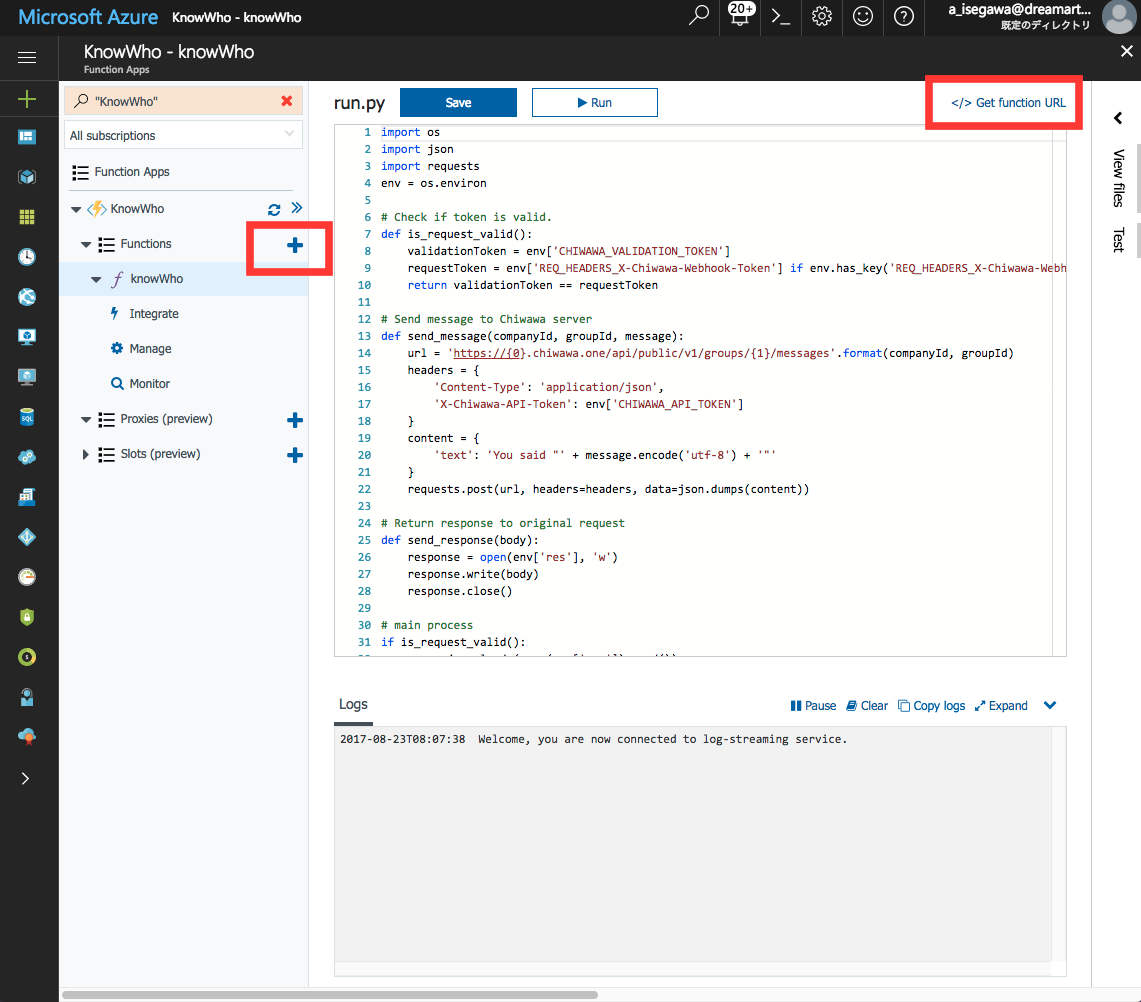 Microsoft Azure KnowWho - knowWho
20+
a_isegawa@dreamart...
既定のディレクトリ
KnowWho - knowWho
Function Apps
"KnowWho"
All subscriptions
Function Apps
KnowWho
Functions
knowWho
Integrate
Manage
Monitor
Proxies (preview)
Slots (preview)
run.py
Save
Run
</> Get function URL
1 import os
2 import json
3 import requests
4 env = os.environ
5
6 # Check if token is valid.
7 def is_request_valid():
8     validationToken = env['CHIWAWA_VALIDATION_TOKEN']
9     requestToken = env['REQ_HEADERS_X-Chiwawa-Webhook-Token'] if env.has_key('REQ_HEADERS_X-Chiwawa-Webh
10     return validationToken == requestToken
11
12 # Send message to Chiwawa server
13 def send_message(companyId, groupId, message):
14     url = 'https://{0}.chiwawa.one/api/public/v1/groups/{1}/messages'.format(companyId, groupId)
15     headers = {
16         'Content-Type': 'application/json',
17         'X-Chiwawa-API-Token': env['CHIWAWA_API_TOKEN']
18     }
19     content = {
20         'text': 'You said "' + message.encode('utf-8') + '"'
21     }
22     requests.post(url, headers=headers, data=json.dumps(content))
23
24 # Return response to original request
25 def send_response(body):
26     response = open(env['res'], 'w')
27     response.write(body)
28     response.close()
29
30 # main process
31 if is_request_valid():
View files
Test
Logs
Pause
Clear
Copy logs
Expand
2017-08-23T08:07:38 Welcome, you are now connected to log-streaming service.